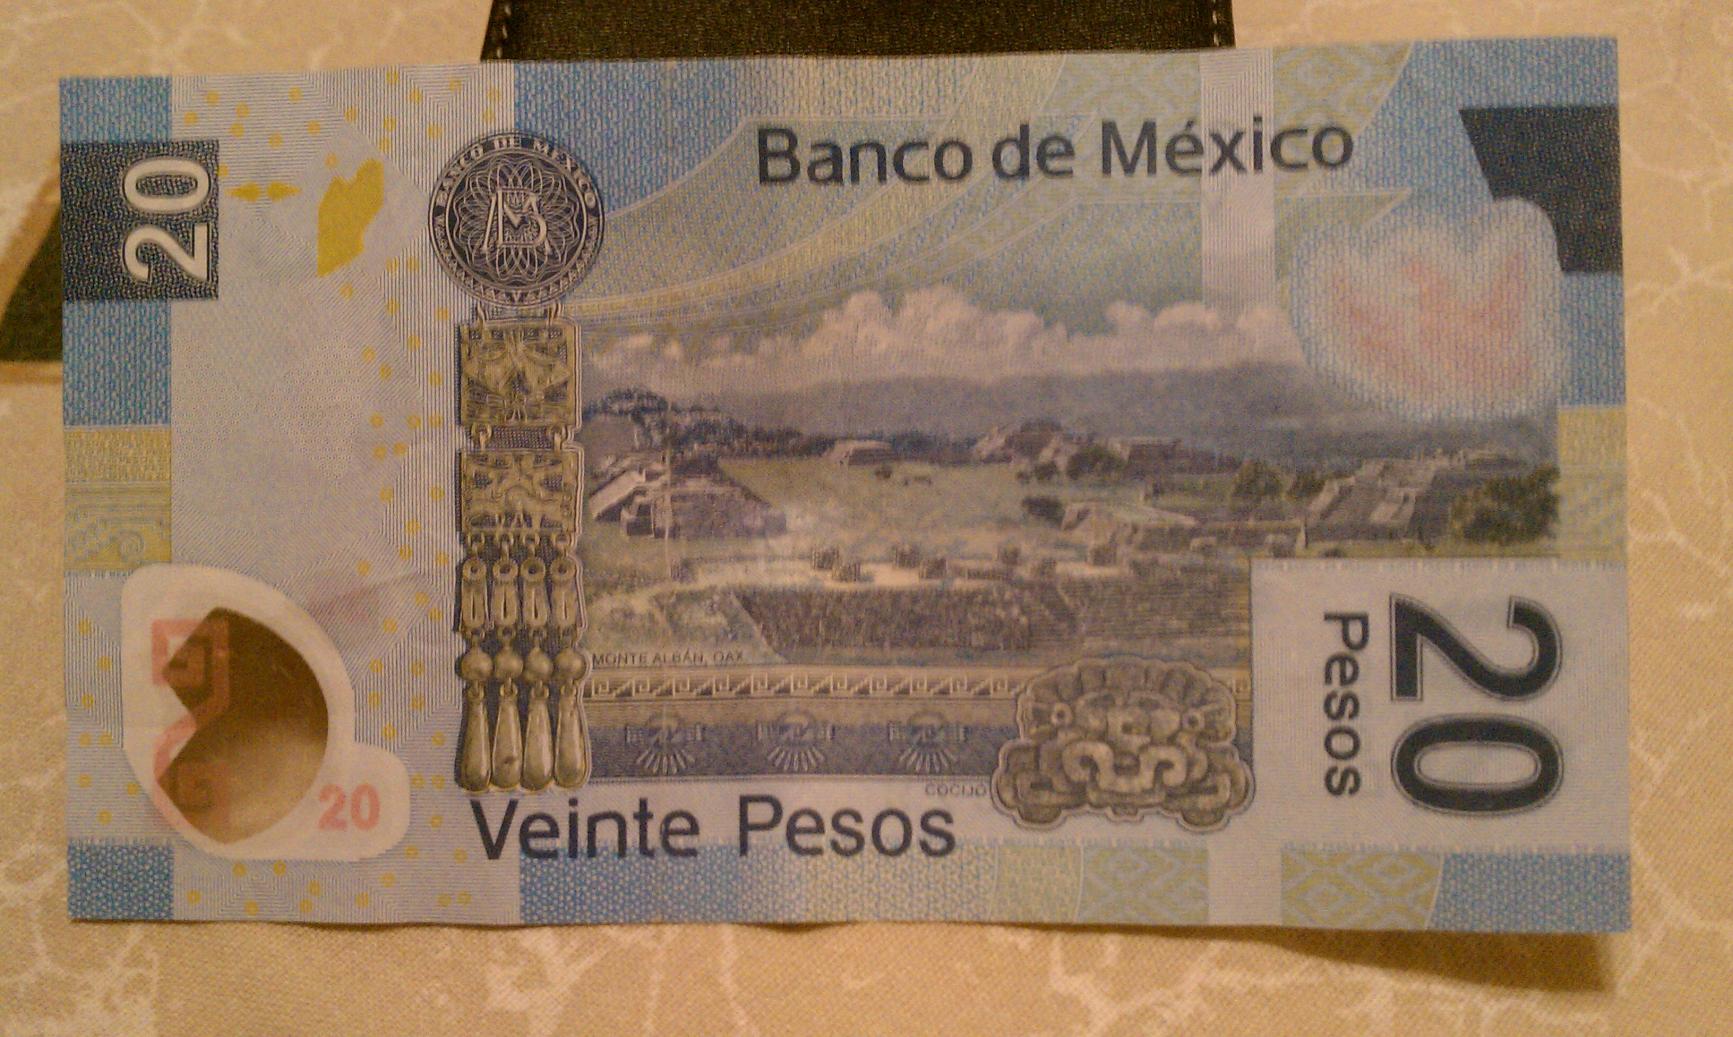 Banco de México
20
BANCO DE MÉXICO
MONTE ALBÁN, OAX.
20
Pesos
COCIJO
20
Veinte Pesos